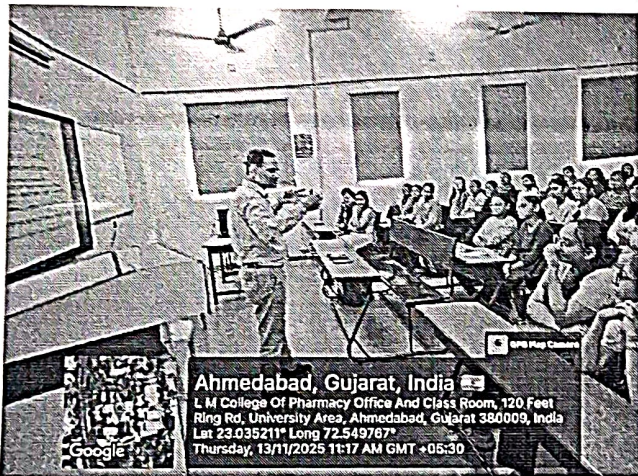 GPS Map Camera
Ahmedabad, Gujarat, India
L M College Of Pharmacy Office And Class Room, 120 Feet
Ring Rd, University Area, Ahmedabad, Gujarat 380009, India
Lat 23.035211° Long 72.549767°
Thursday, 13/11/2025 11:17 AM GMT +05:30
Google